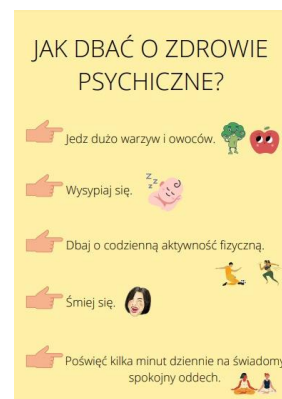 JAK DBAĆ O ZDROWIE
PSYCHICZNE?
Jedz dużo warzyw i owoców.
Wysypiaj się.
Dbaj o codzienną aktywność fizyczną.
Śmiej się.
Poświęć kilka minut dziennie na świadomy
spokojny oddech.